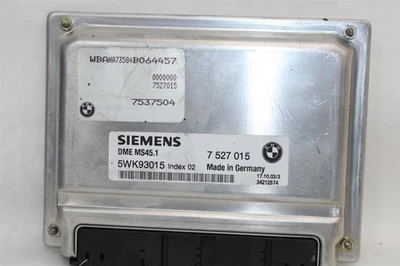 WBANA73584B064457
0000000
7527015
7537504
SIEMENS
DME MS45.1
7 527 015
5WK93015 Index 02
Made in Germany
17.10.03/3
34212574